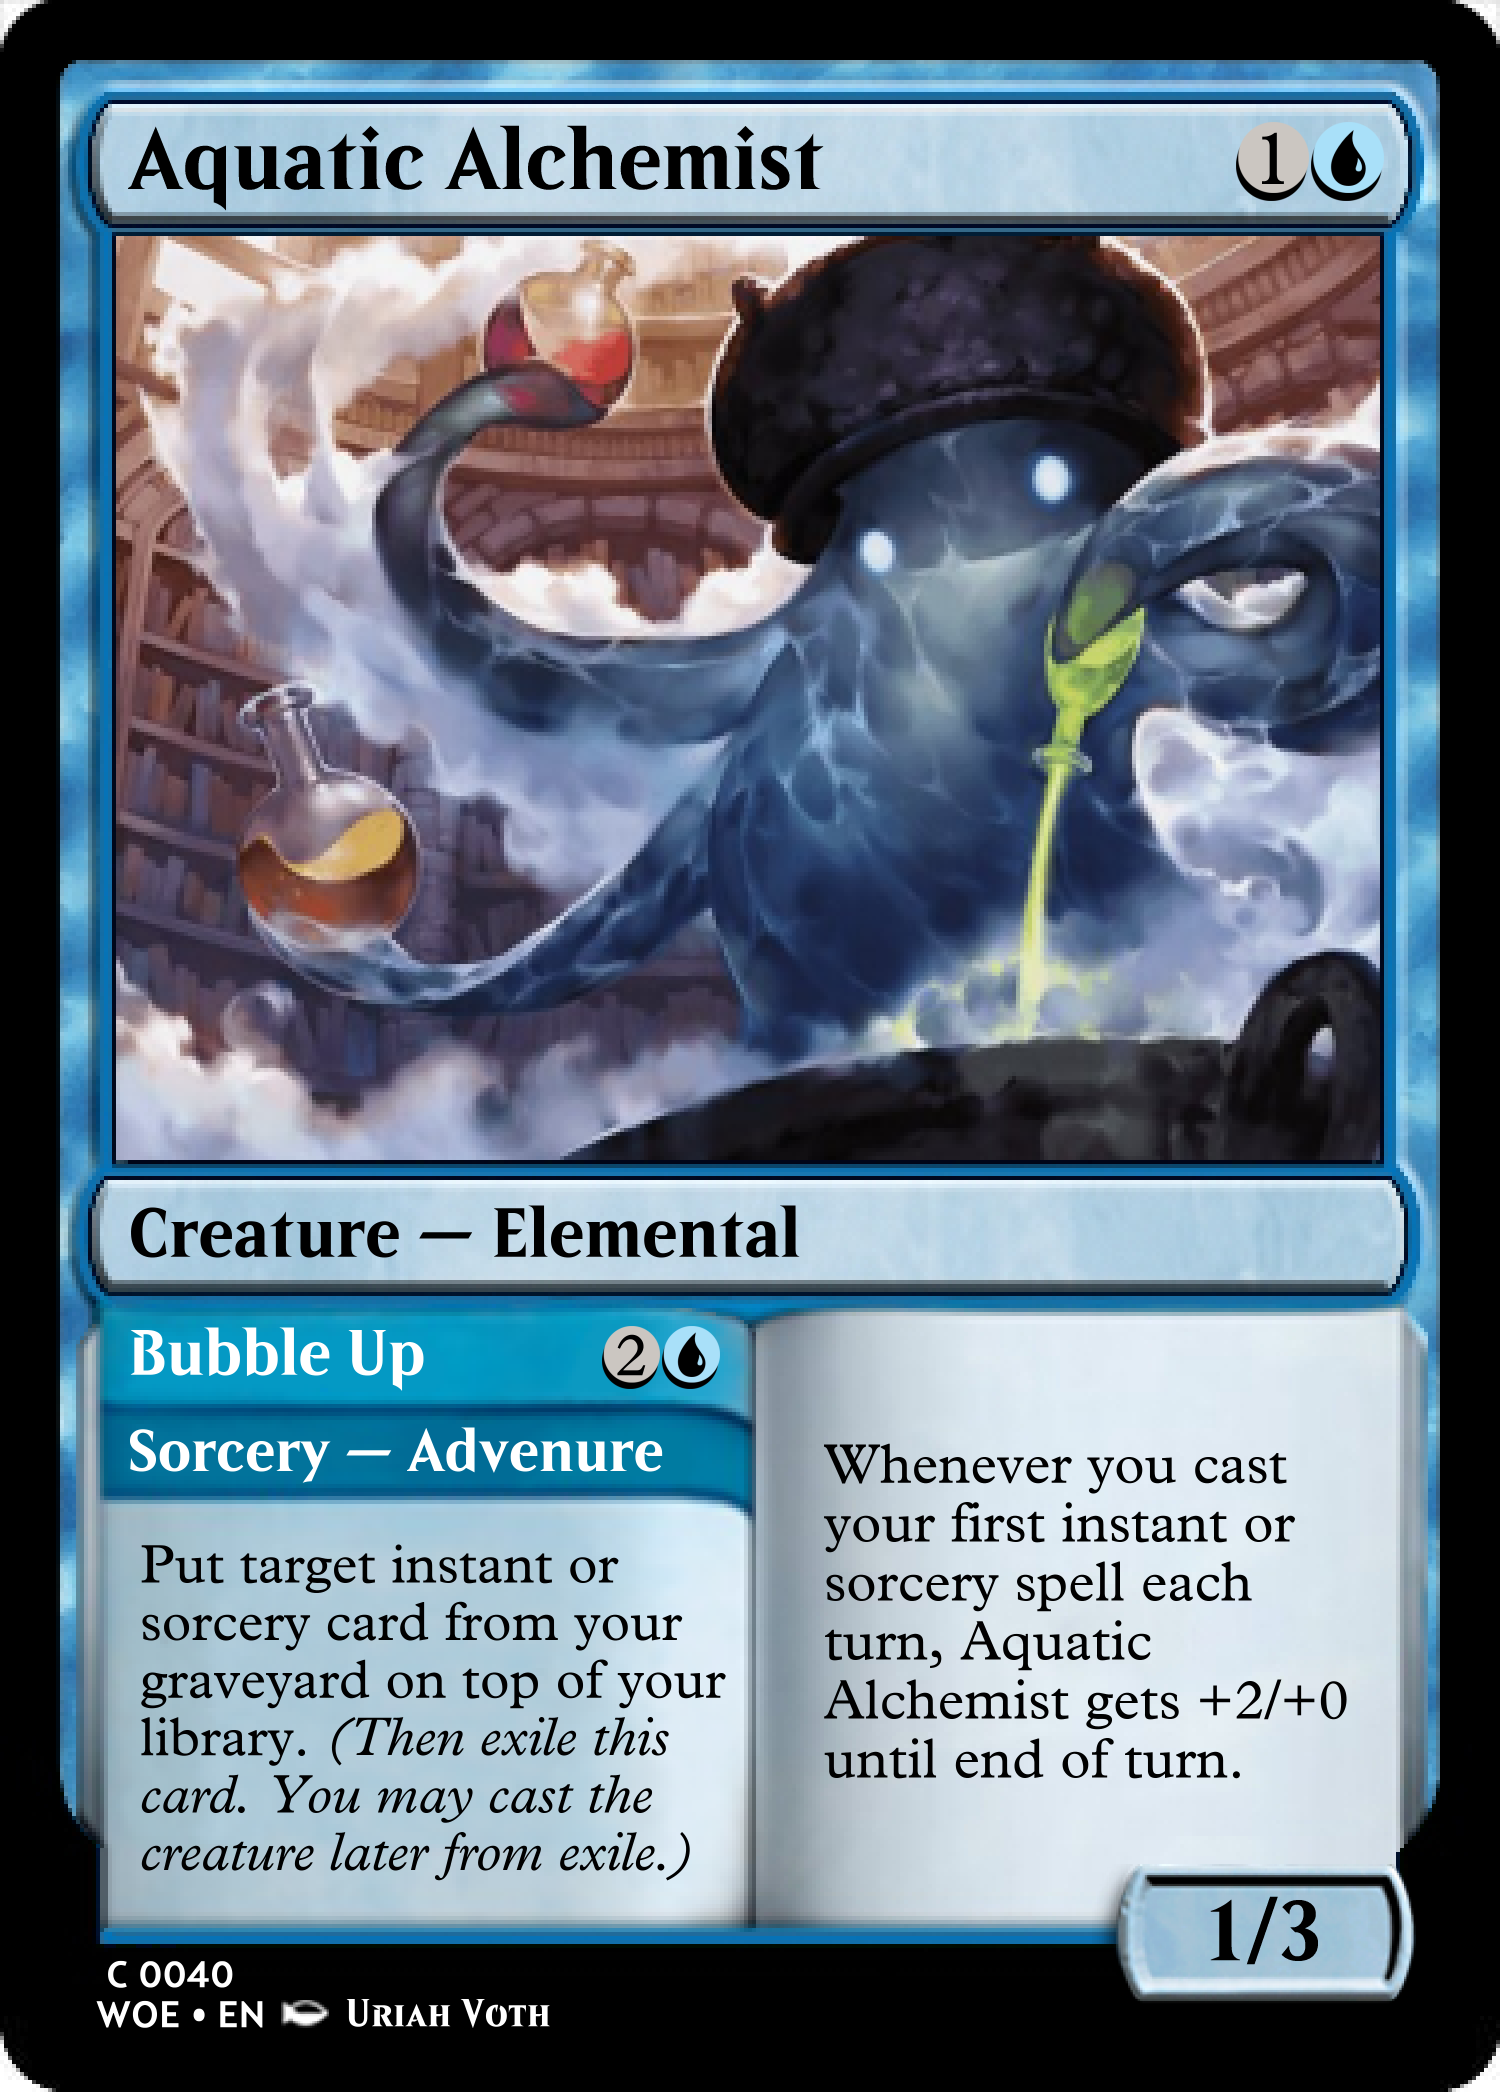 Aquatic Alchemist 1
Creature — Elemental
Bubble Up 2
Sorcery — Advenure
Put target instant or
sorcery card from your
graveyard on top of your
library. (Then exile this
card. You may cast the
creature later from exile.)
Whenever you cast
your first instant or
sorcery spell each
turn, Aquatic
Alchemist gets +2/+0
until end of turn.
1/3
C 0040
WOE • EN Uriah Voth